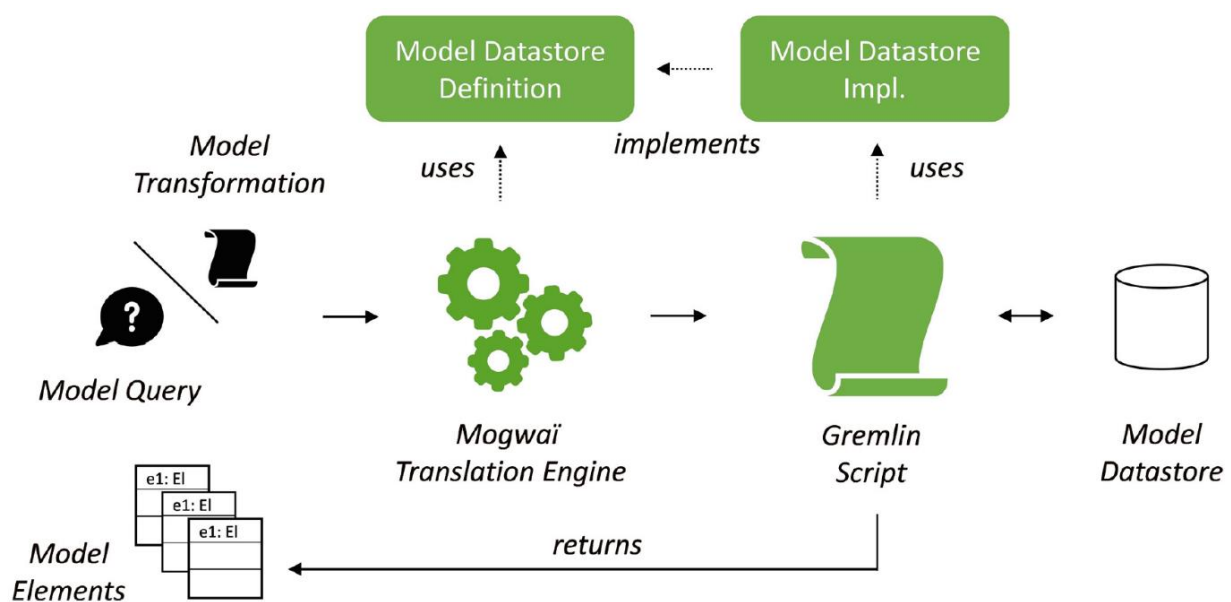 Model Datastore
Definition
Model Datastore
Impl.
Model
Transformation
uses
implements
uses
?
Model Query
Mogwaï
Translation Engine
Gremlin
Script
Model
Datastore
e1: El
e1: El
e1: El
Model
Elements
returns